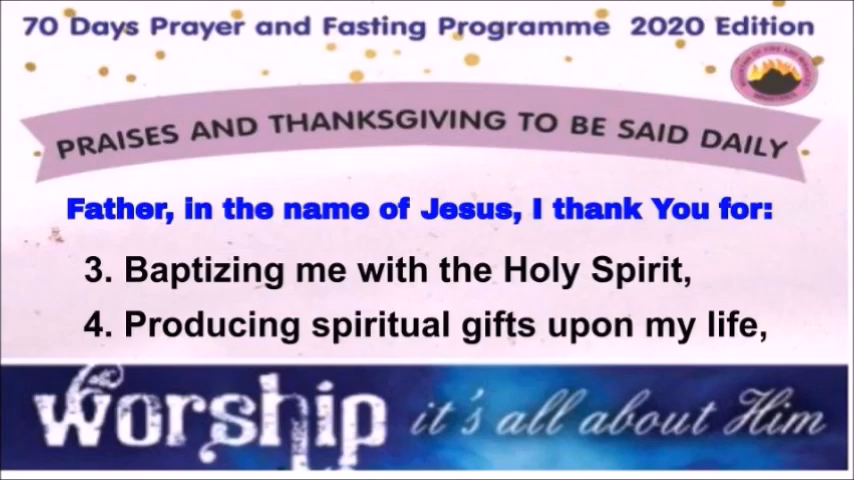 70 Days Prayer and Fasting Programme 2020 Edition
PRAISES AND THANKSGIVING TO BE SAID DAILY
Father, in the name of Jesus, I thank You for:
3. Baptizing me with the Holy Spirit,
4. Producing spiritual gifts upon my life,
worship it's all about Him